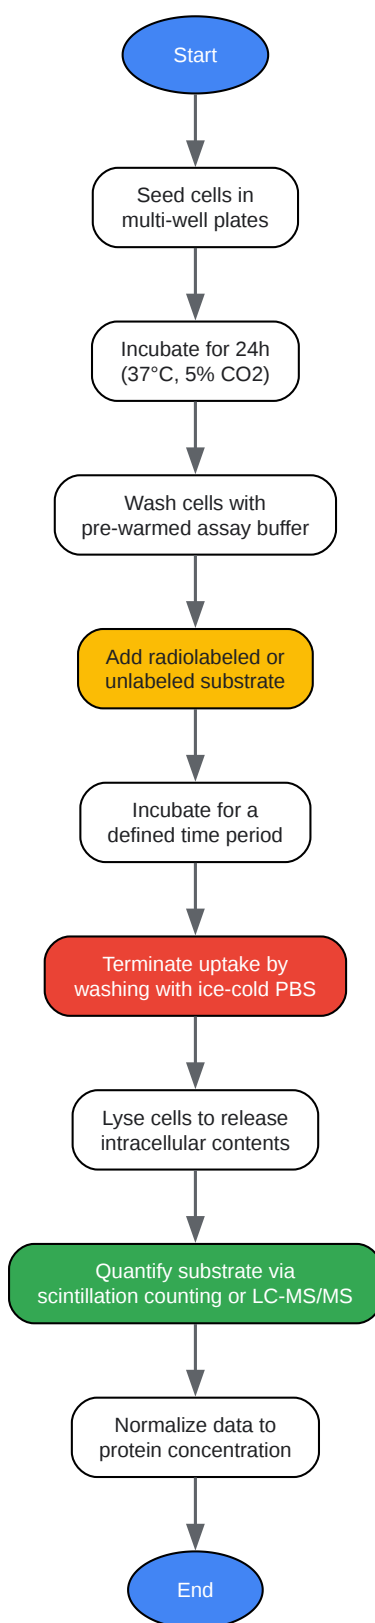 Start
Seed cells in
multi-well plates
Incubate for 24h
(37°C, 5% CO2)
Wash cells with
pre-warmed assay buffer
Add radiolabeled or
unlabeled substrate
Incubate for a
defined time period
Terminate uptake by
washing with ice-cold PBS
Lyse cells to release
intracellular contents
Quantify substrate via
scintillation counting or LC-MS/MS
Normalize data to
protein concentration
End